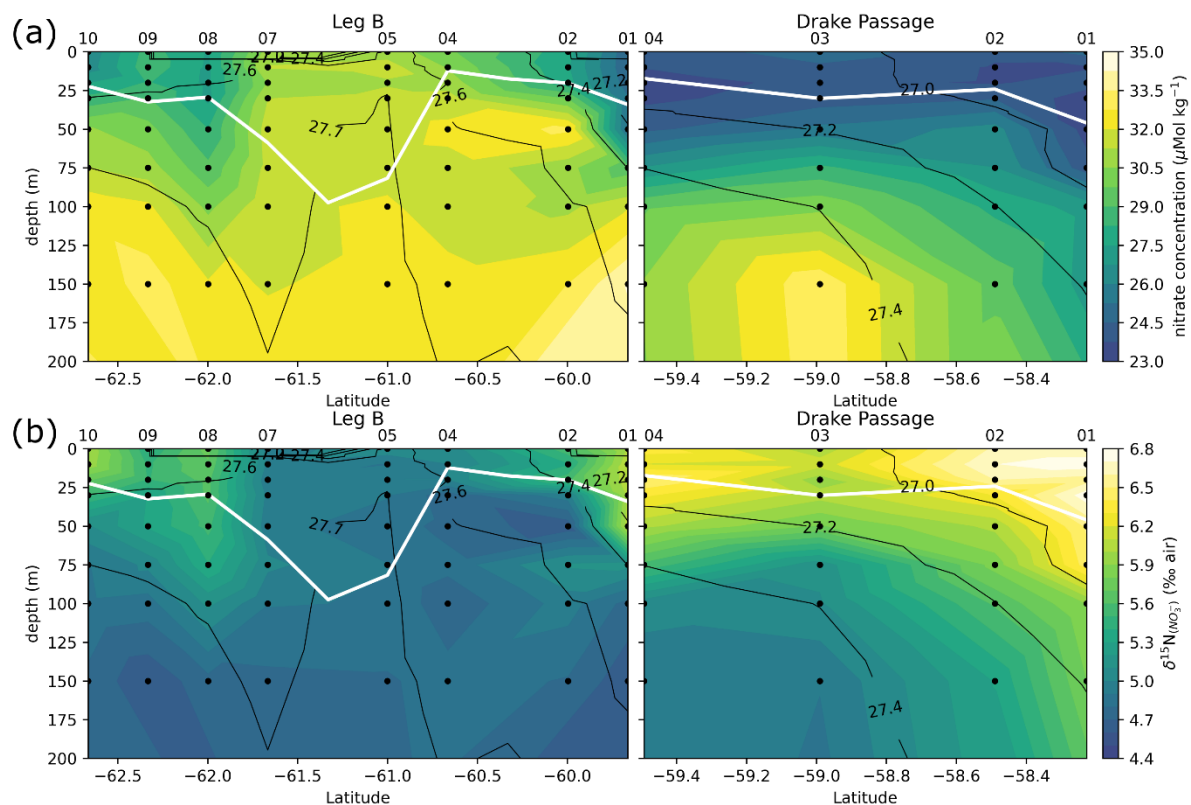 (a)
Leg B
Drake Passage
10 09 08 07 05 04 02 01
03 02 01
0
25
50
75
100
125
150
175
200
depth (m)
27.6
27.4
27.7
27.6
27.4
27.2
27.0
27.2
27.4
−62.5 −62.0 −61.5 −61.0 −60.5 −60.0
−59.4 −59.2 −59.0 −58.8 −58.6 −58.4
Latitude
Latitude
35.0
33.5
32.0
30.5
29.0
27.5
26.0
24.5
23.0
nitrate concentration (μMol kg⁻¹)
(b)
Leg B
Drake Passage
10 09 08 07 05 04 02 01
04 03 02 01
0
25
50
75
100
125
150
175
200
depth (m)
27.6
27.4
27.7
27.6
27.4
27.2
27.0
27.2
27.4
−62.5 −62.0 −61.5 −61.0 −60.5 −60.0
−59.4 −59.2 −59.0 −58.8 −58.6 −58.4
Latitude
Latitude
6.8
6.5
6.2
5.9
5.6
5.3
5.0
4.7
4.4
δ¹⁵N(NO₃⁻) (‰ air)